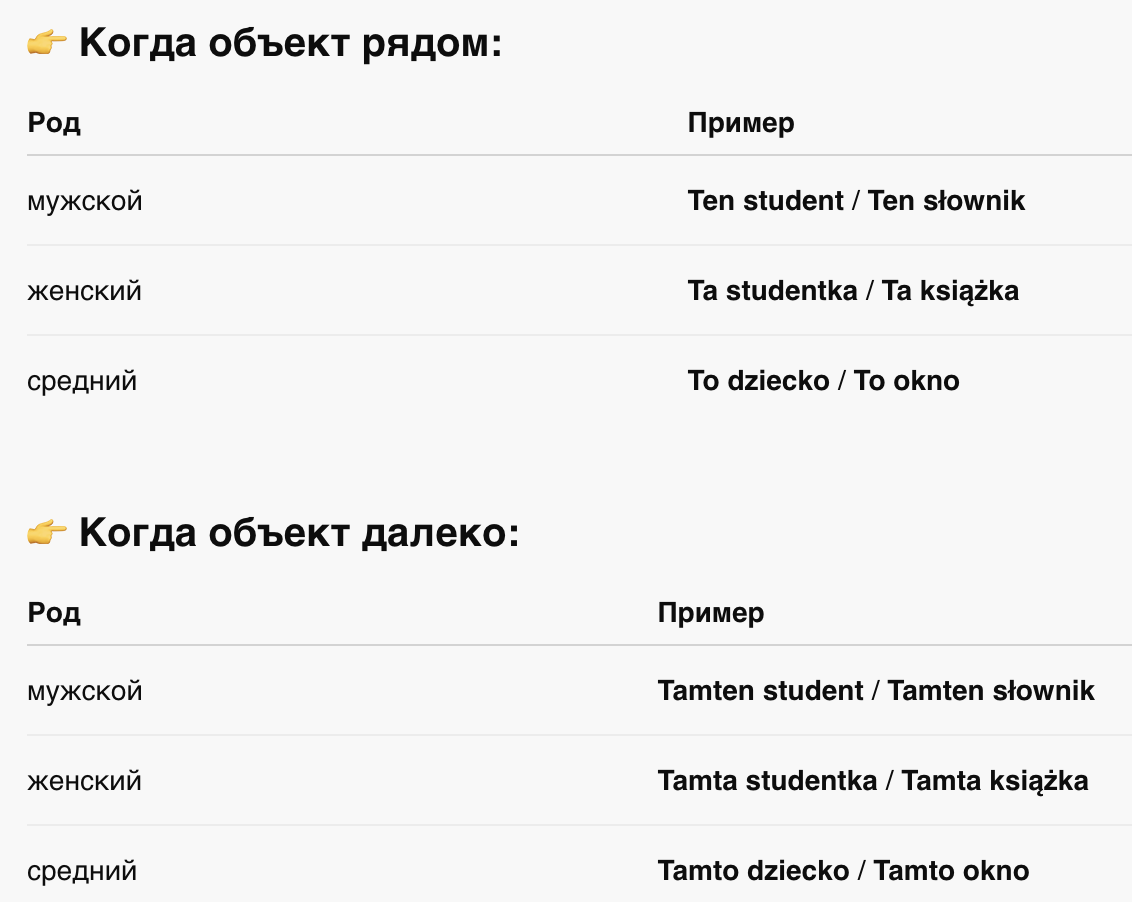 👉 Когда объект рядом:
Род Пример
мужской Ten student / Ten słownik
женский Ta studentka / Ta książka
средний To dziecko / To okno
👉 Когда объект далеко:
Род Пример
мужской Tamten student / Tamten słownik
женский Tamta studentka / Tamta książka
средний Tamto dziecko / Tamto okno